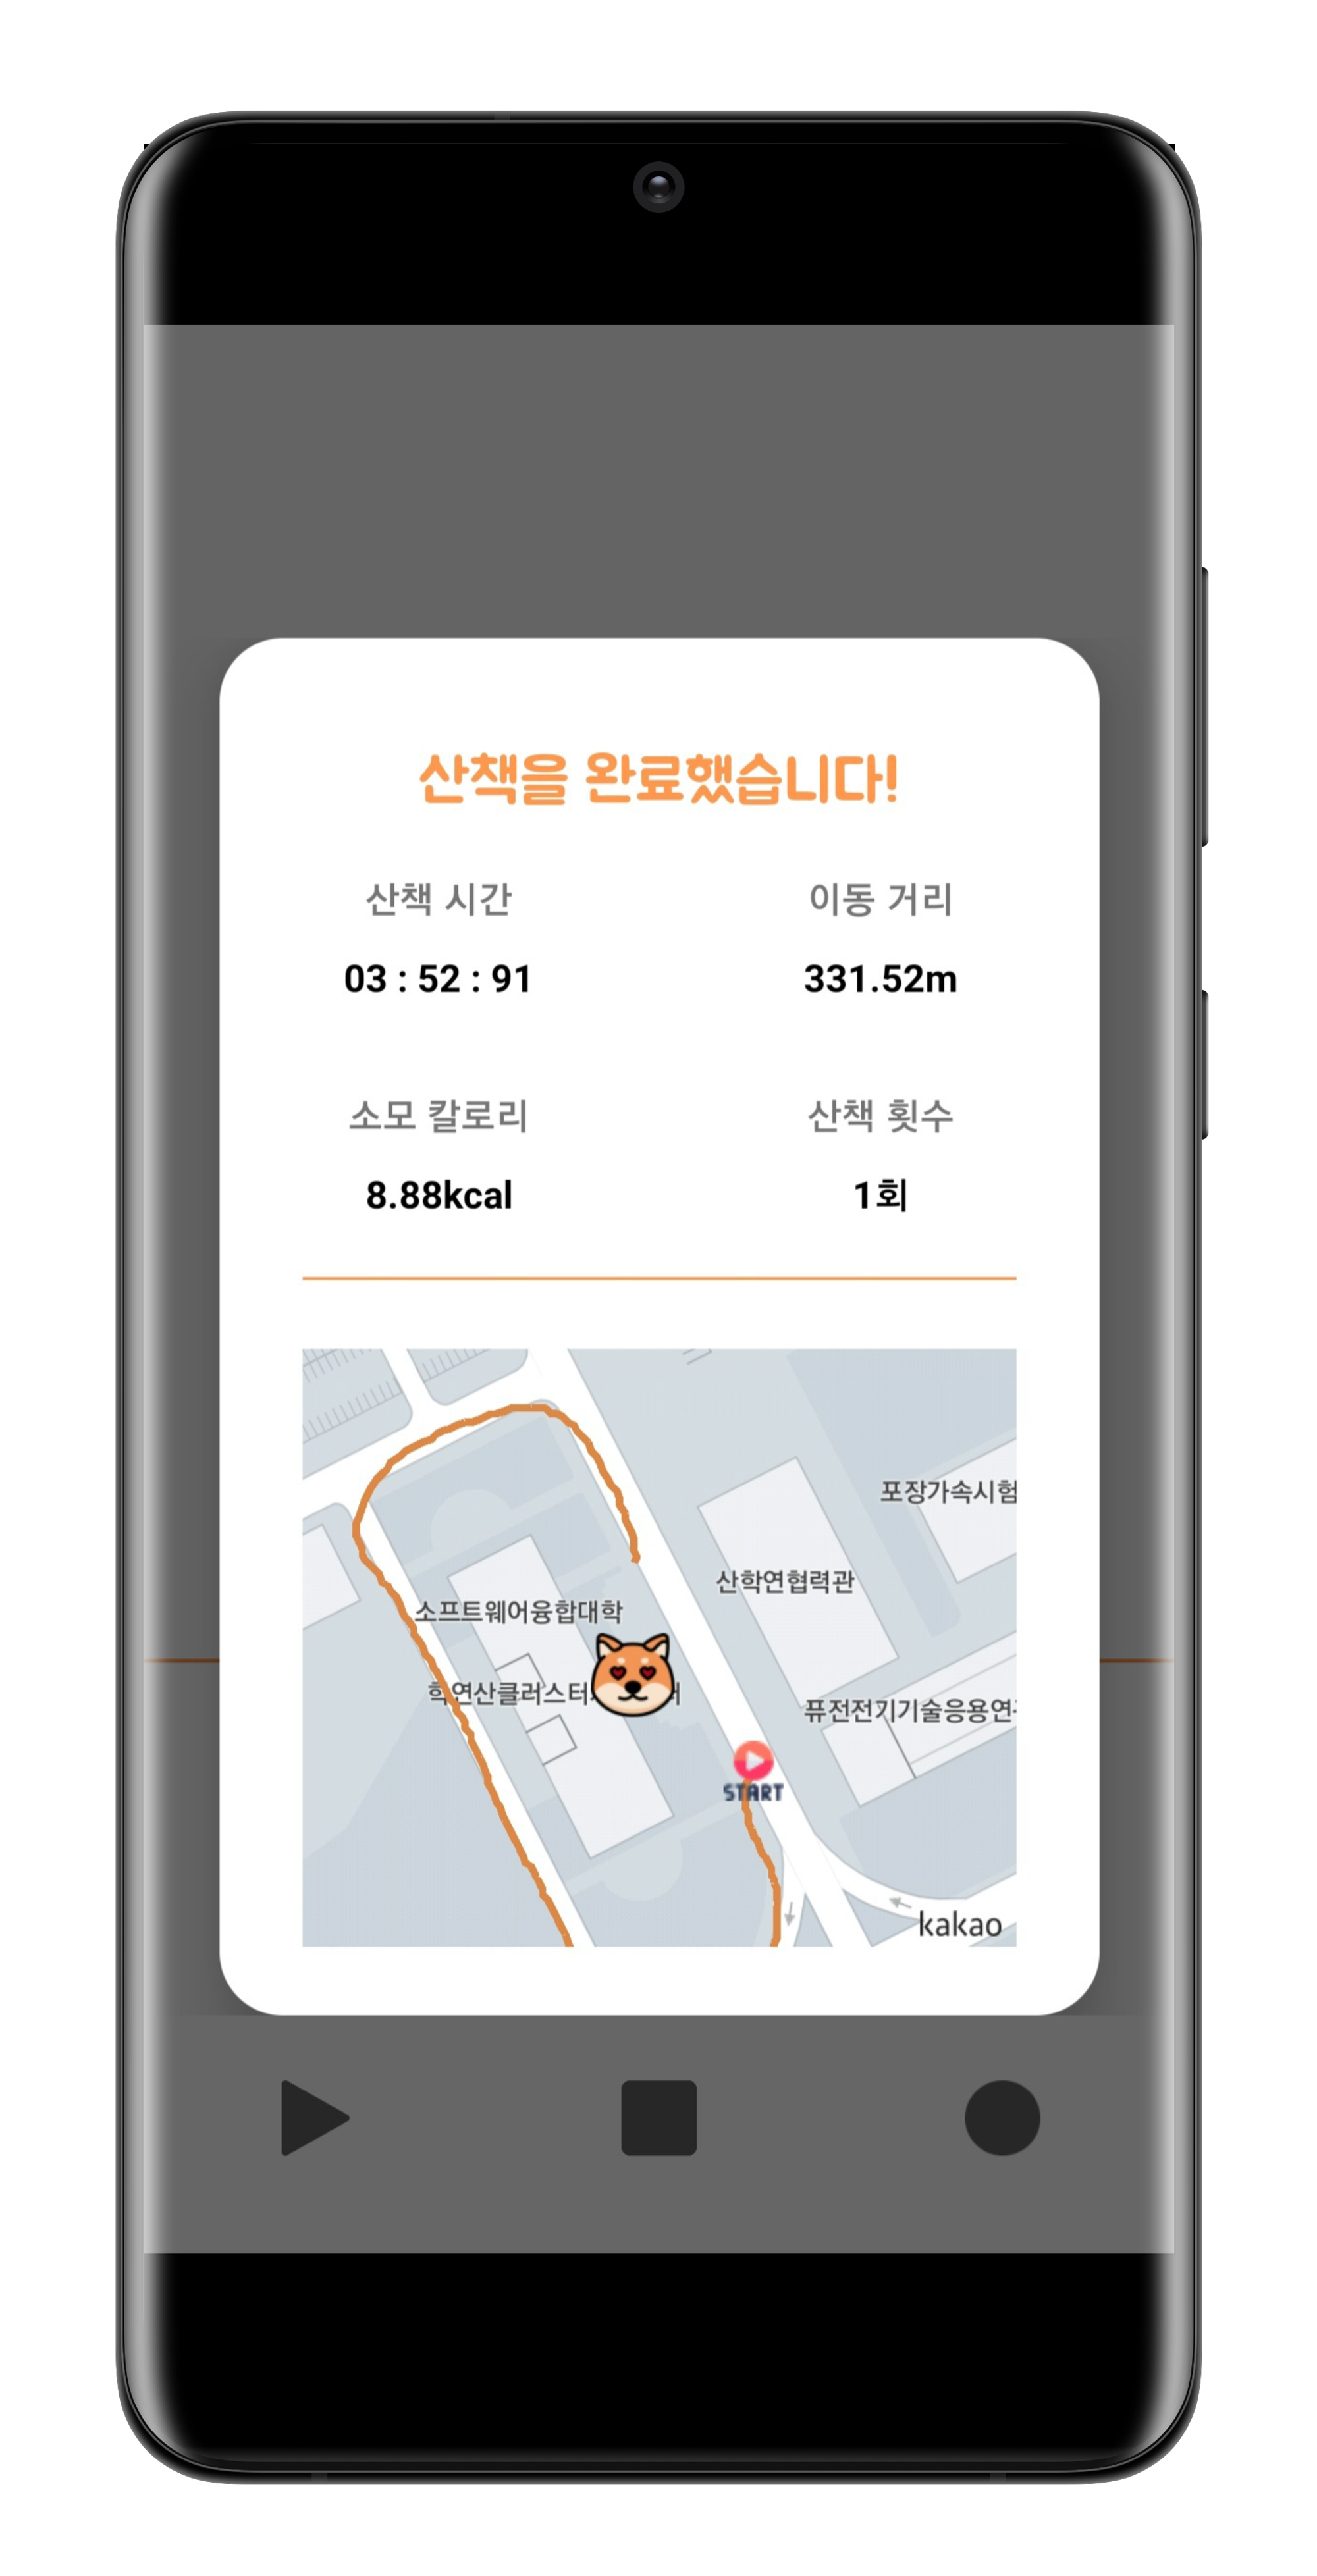 산책을 완료했습니다!
산책 시간
이동 거리
03 : 52 : 91
331.52m
소모 칼로리
산책 횟수
8.88kcal
1회
포장가속시험
산학연협력관
소프트웨어융합대학
학연산클러스터
퓨전전기기술응용연
START
kakao